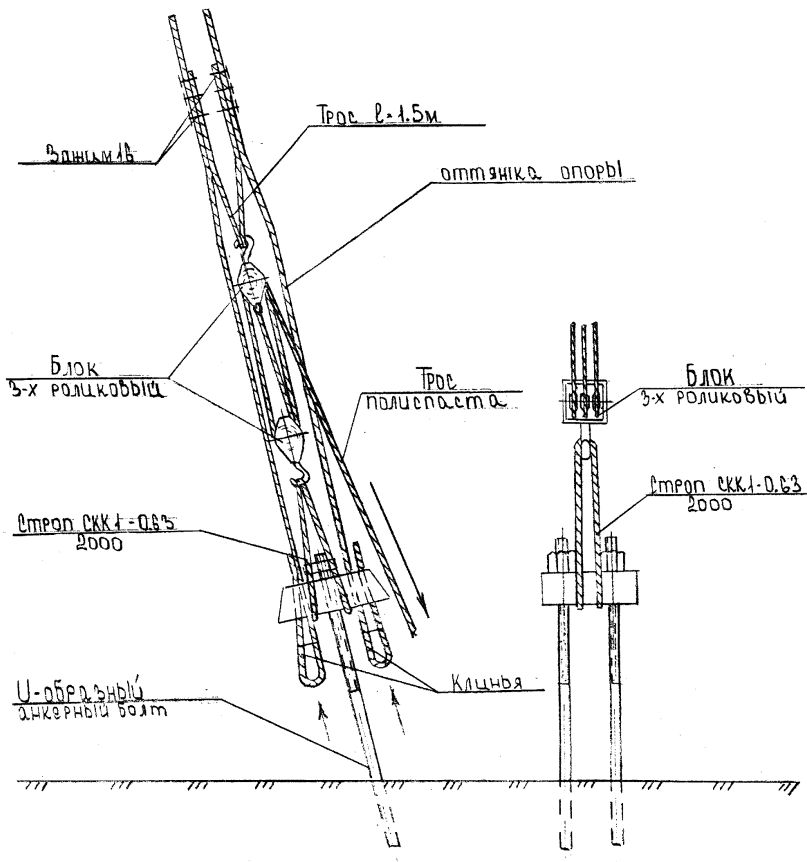 Трос ℓ=1.5м
Зажим 16
оттяжка опоры
Блок
3-х роликовый
Трос
полиспаста
Блок
3-х роликовый
Строп СКК1-0.63
2000
Строп СКК1-0.63
2000
U-образный
анкерный болт
Клинья